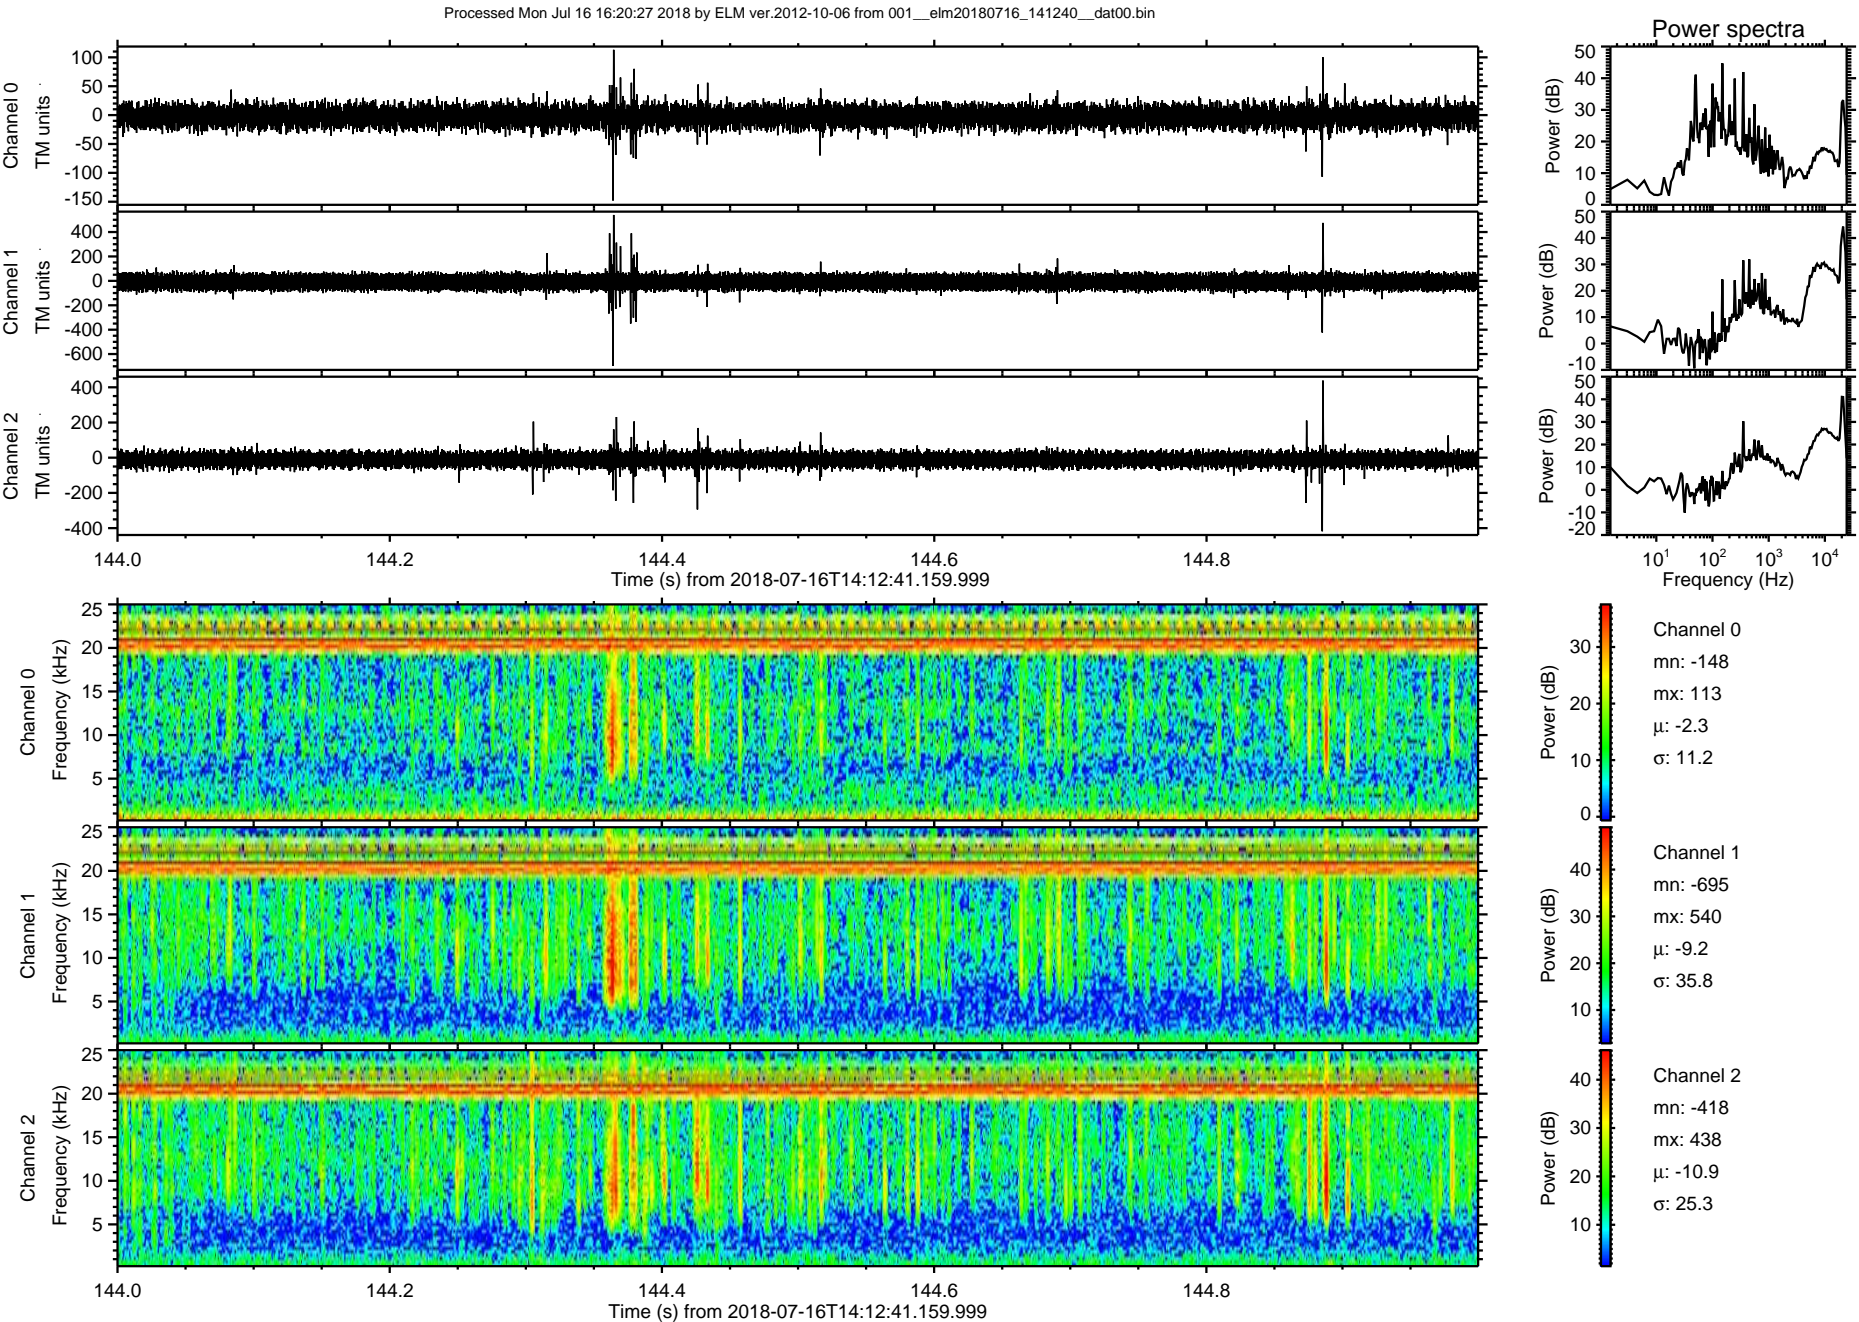 Processed Mon Jul 16 16:20:27 2018 by ELM ver.2012-10-06 from 001__elm20180716_141240__dat00.bin
Power spectra
Channel 0
TM units
100
50
0
-50
-100
-150
Power (dB)
50
40
30
20
10
0
Channel 1
TM units
400
200
0
-200
-400
-600
Power (dB)
50
40
30
20
10
0
-10
Channel 2
TM units
400
200
0
-200
-400
Power (dB)
50
40
30
20
10
0
-10
-20
144.0 144.2 144.4 144.6 144.8
Time (s) from 2018-07-16T14:12:41.159.999
10¹ 10² 10³ 10⁴
Frequency (Hz)
Channel 0
Frequency (kHz)
25
20
15
10
5
Power (dB)
30
20
10
0
Channel 0
mn: -148
mx: 113
µ: -2.3
σ: 11.2
Channel 1
Frequency (kHz)
25
20
15
10
5
Power (dB)
40
30
20
10
Channel 1
mn: -695
mx: 540
µ: -9.2
σ: 35.8
Channel 2
Frequency (kHz)
25
20
15
10
5
Power (dB)
40
30
20
10
Channel 2
mn: -418
mx: 438
µ: -10.9
σ: 25.3
144.0 144.2 144.4 144.6 144.8
Time (s) from 2018-07-16T14:12:41.159.999